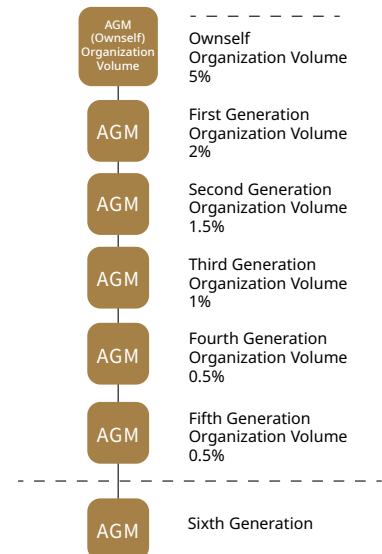 AGM
(Ownself)
Organization
Volume
Ownself
Organization Volume
5%
AGM
First Generation
Organization Volume
2%
AGM
Second Generation
Organization Volume
1.5%
AGM
Third Generation
Organization Volume
1%
AGM
Fourth Generation
Organization Volume
0.5%
AGM
Fifth Generation
Organization Volume
0.5%
AGM
Sixth Generation